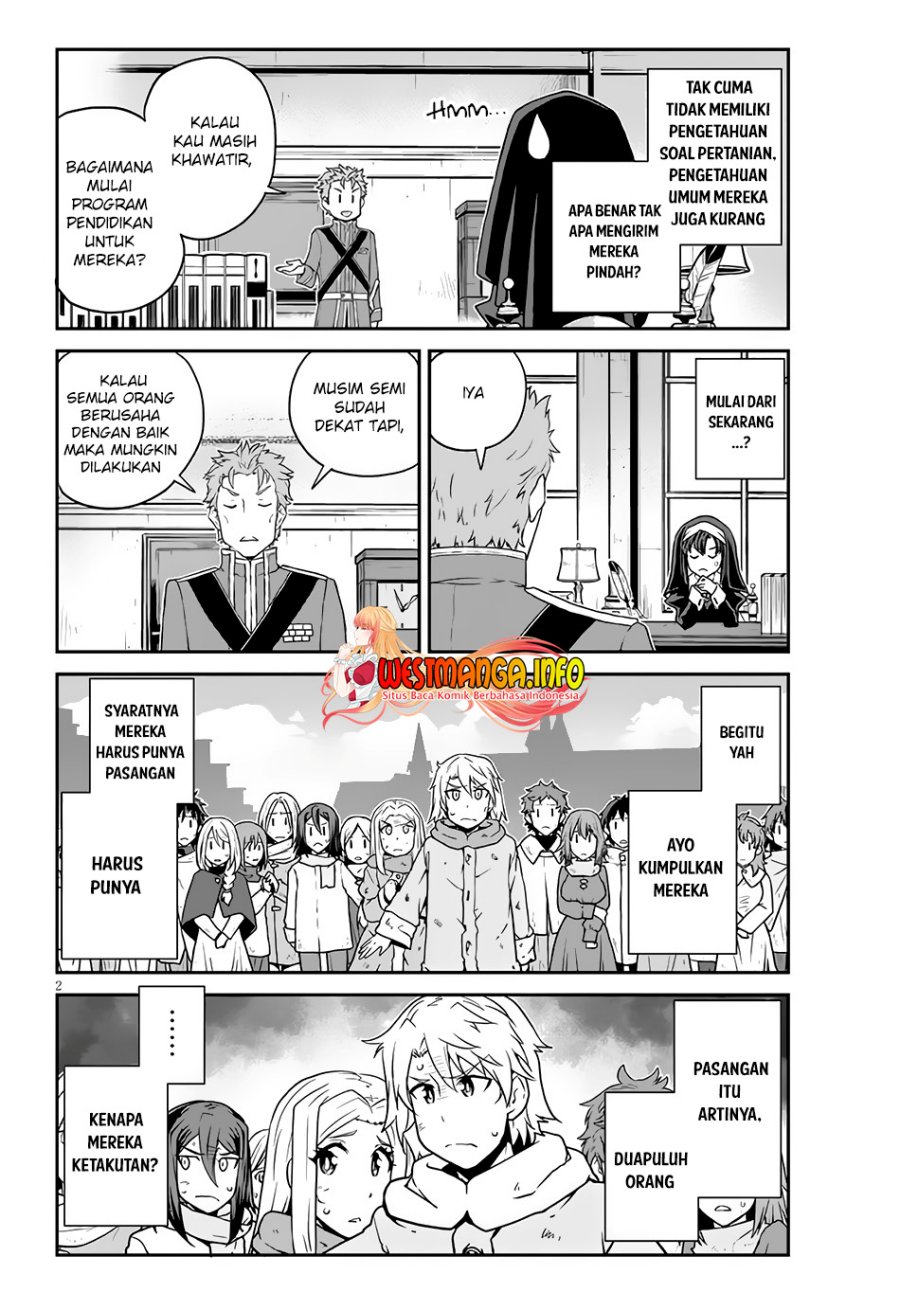 TAK CUMA
TIDAK MEMILIKI
PENGETAHUAN
SOAL PERTANIAN,
PENGETAHUAN
UMUM MEREKA
JUGA KURANG
APA BENAR TAK
APA MENGIRIM
MEREKA
PINDAH?
HMM...
KALAU
KAU MASIH
KHAWATIR,
BAGAIMANA
MULAI
PROGRAM
PENDIDIKAN
UNTUK
MEREKA?
MULAI DARI
SEKARANG
...?
IYA
MUSIM SEMI
SUDAH
DEKAT TAPI,
KALAU
SEMUA ORANG
BERUSAHA
DENGAN BAIK
MAKA MUNGKIN
DILAKUKAN
WESTMANGA.INFO
Situs Baca Komik Berbahasa Indonesia
BEGITU
YAH
AYO
KUMPULKAN
MEREKA
SYARATNYA
MEREKA
HARUS PUNYA
PASANGAN
HARUS
PUNYA
2
PASANGAN
ITU
ARTINYA,
DUAPULUH
ORANG
......
KENAPA
MEREKA
KETAKUTAN?